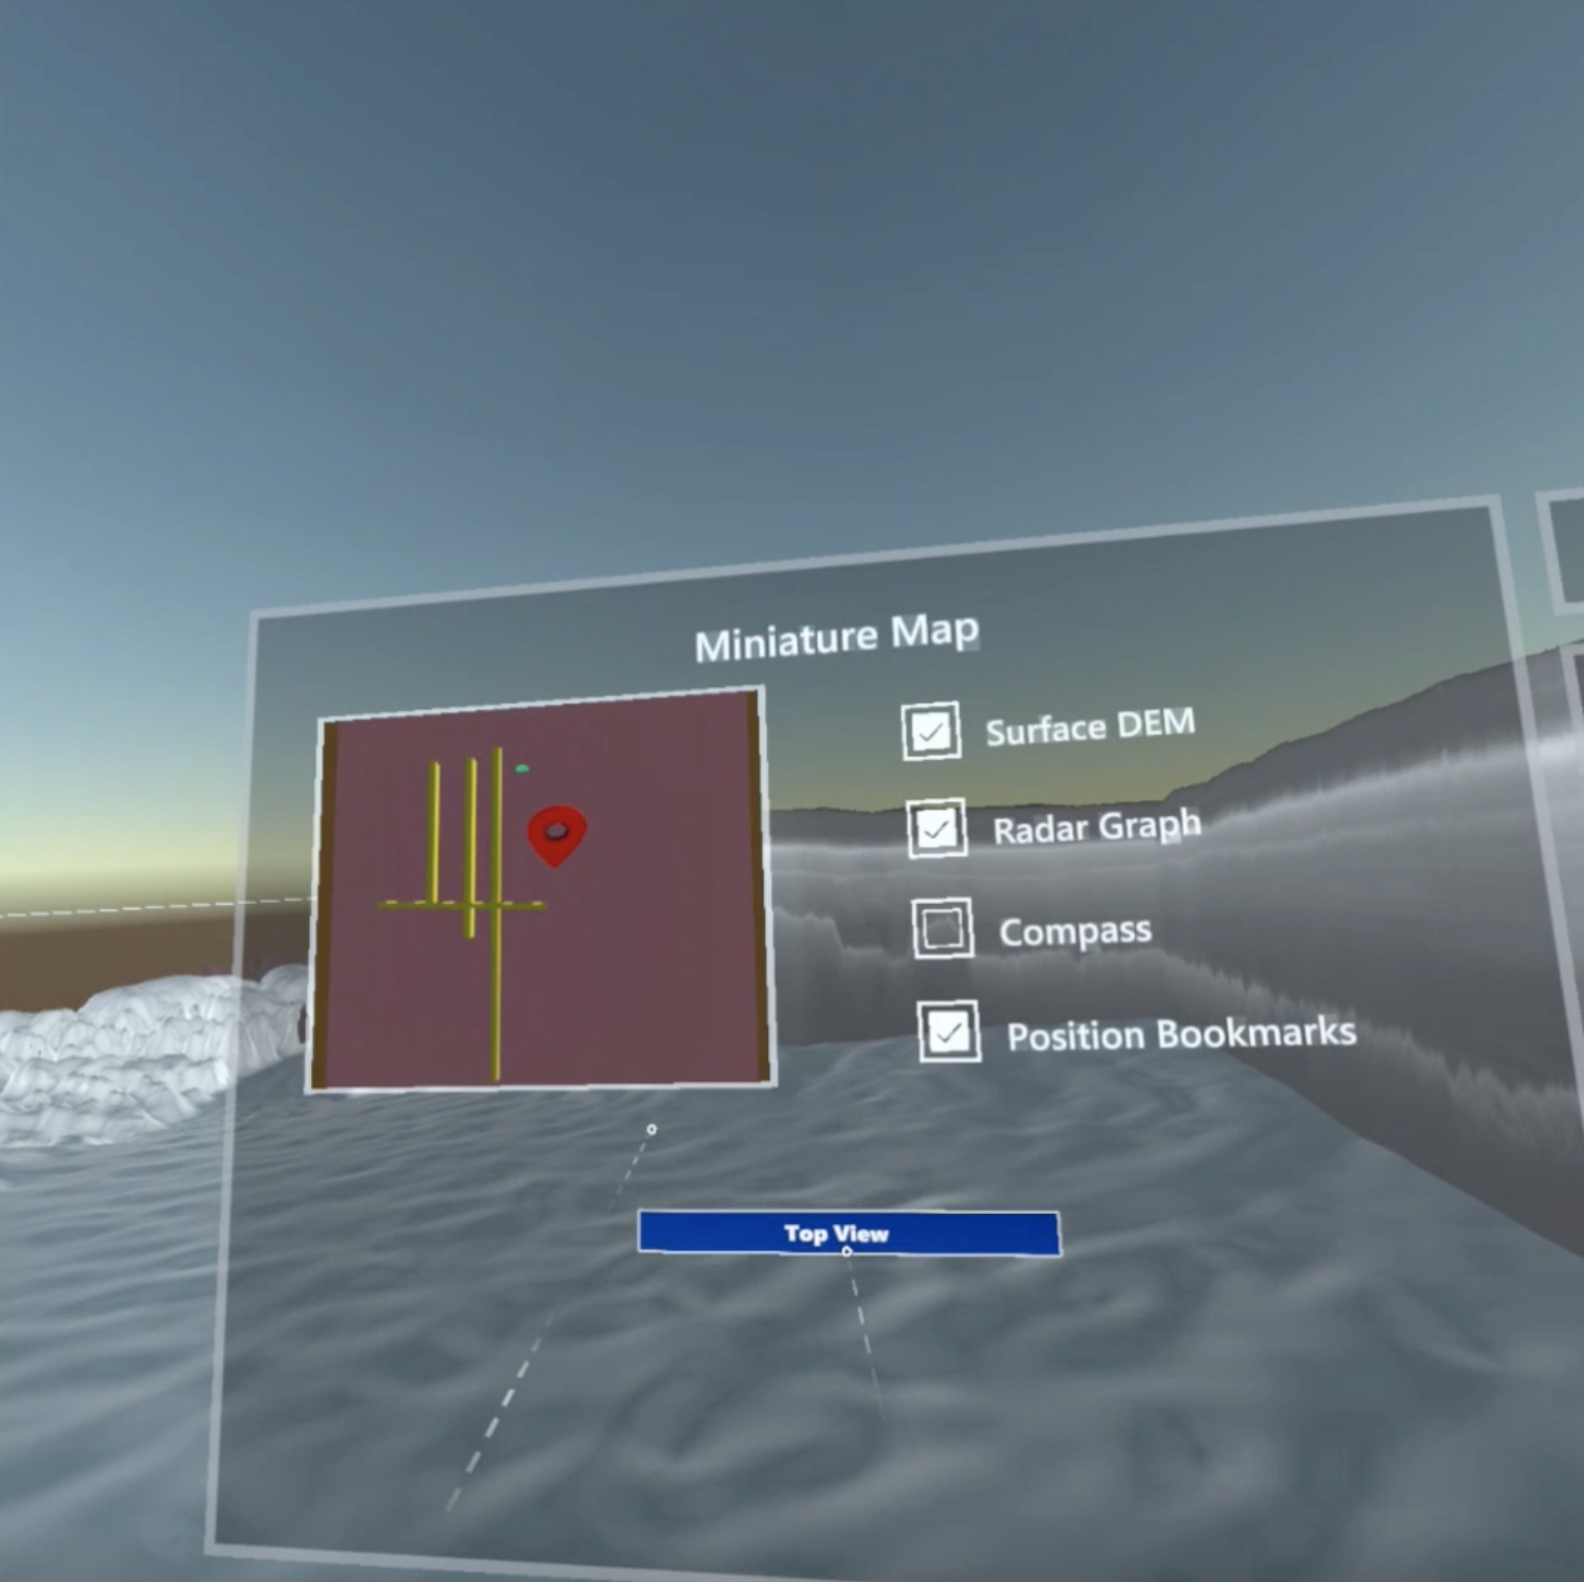 Miniature Map
Surface DEM
Radar Graph
Compass
Position Bookmarks
Top View